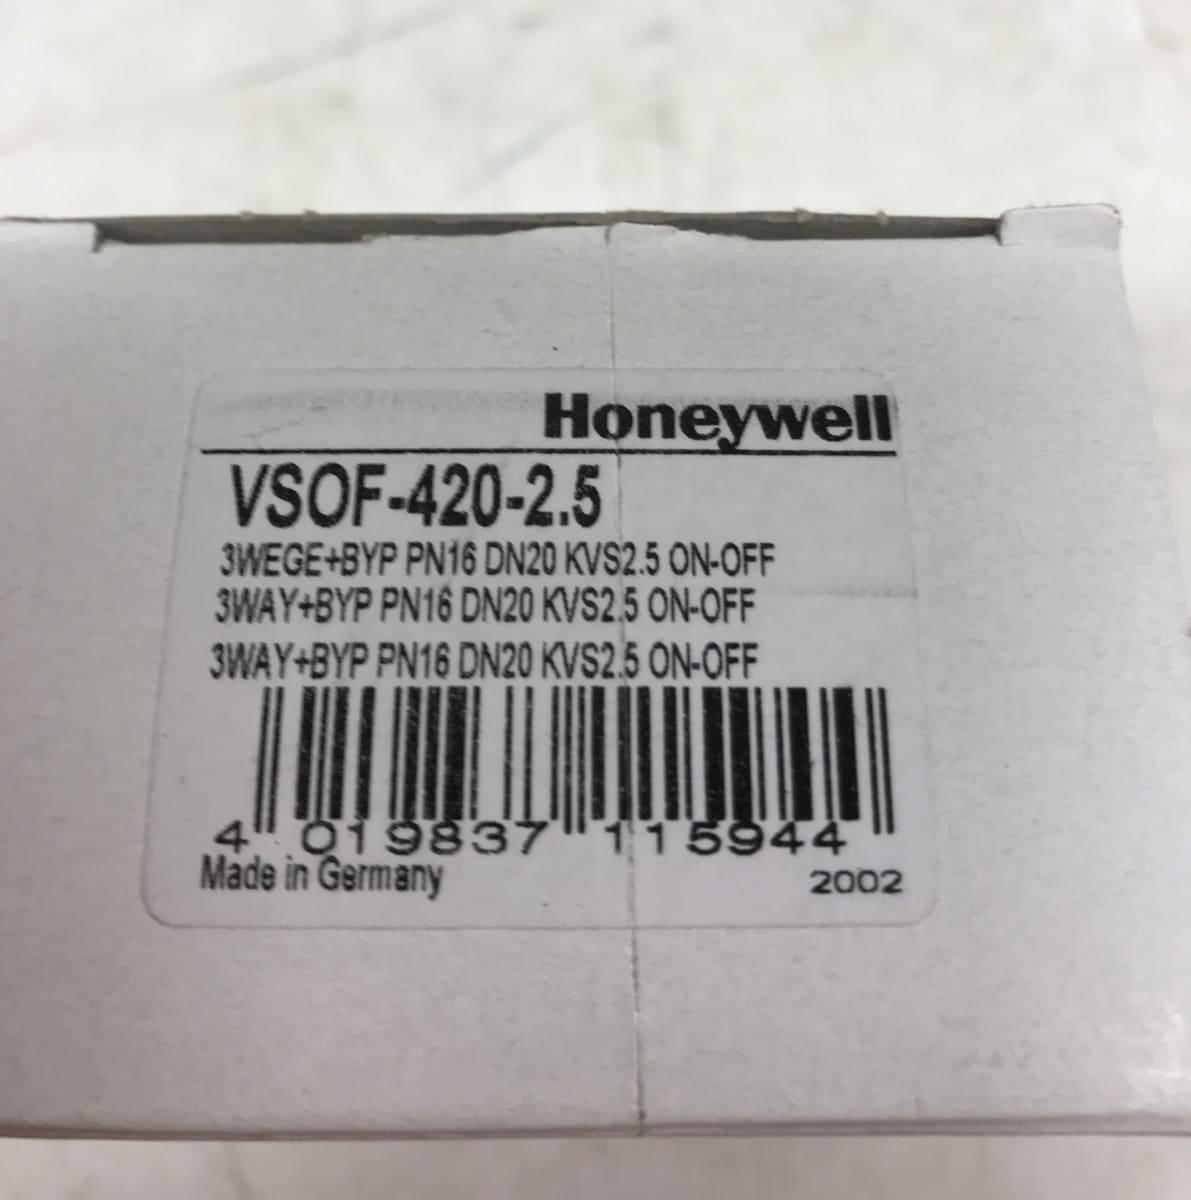 Honeywell
VSOF-420-2.5
3WEGE+BYP PN16 DN20 KVS2.5 ON-OFF
3WAY+BYP PN16 DN20 KVS2.5 ON-OFF
3WAY+BYP PN16 DN20 KVS2.5 ON-OFF
4 019837 115944
Made in Germany 2002